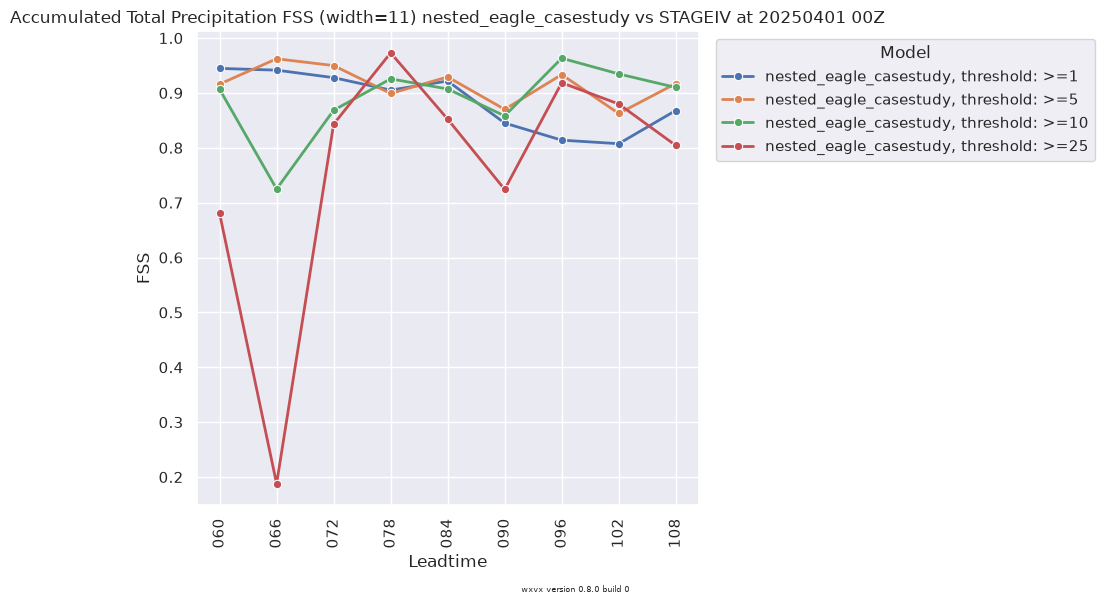 Accumulated Total Precipitation FSS (width=11) nested_eagle_casestudy vs STAGEIV at 20250401 00Z
Model
nested_eagle_casestudy, threshold: >=1
nested_eagle_casestudy, threshold: >=5
nested_eagle_casestudy, threshold: >=10
nested_eagle_casestudy, threshold: >=25
FSS
1.0
0.9
0.8
0.7
0.6
0.5
0.4
0.3
0.2
060
066
072
078
084
090
096
102
108
Leadtime
wxvx version 0.8.0 build 0